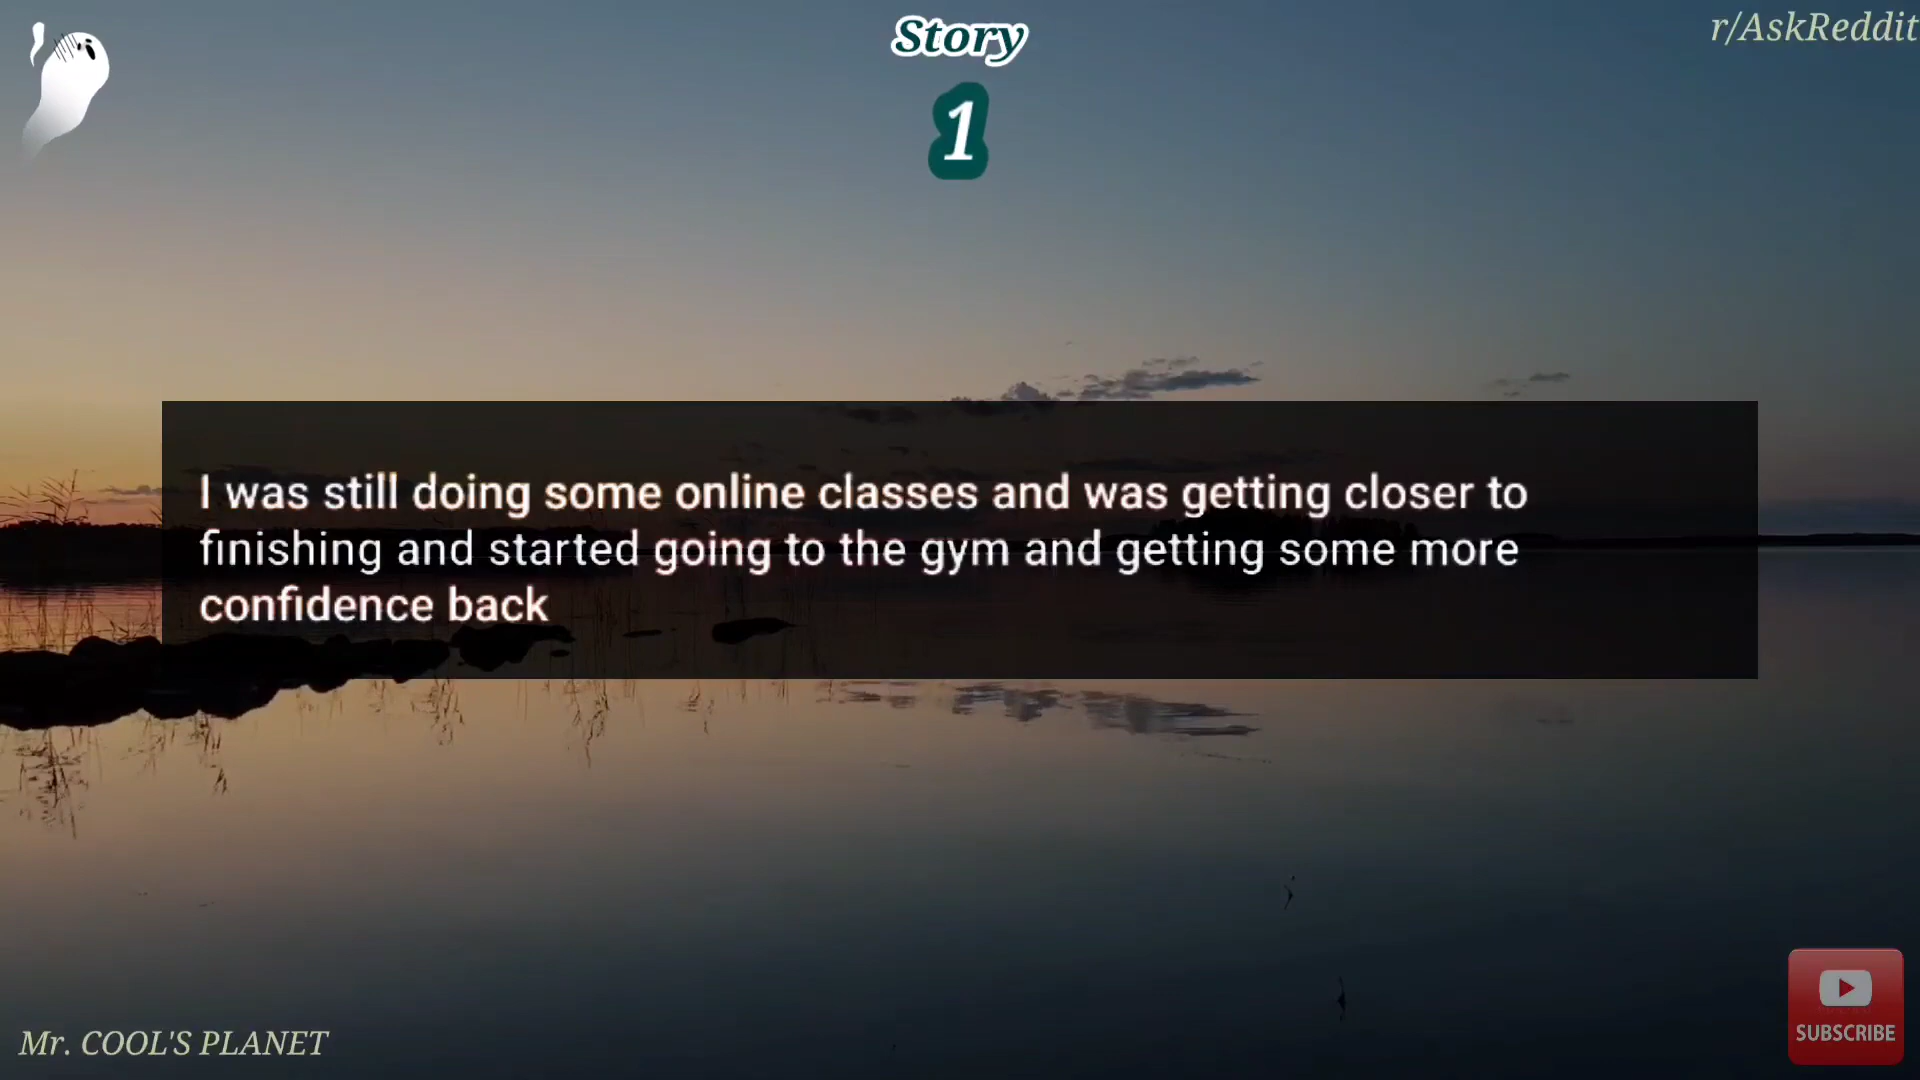 Story
r/AskReddit
1
I was still doing some online classes and was getting closer to
finishing and started going to the gym and getting some more
confidence back
SUBSCRIBE
Mr. COOL'S PLANET